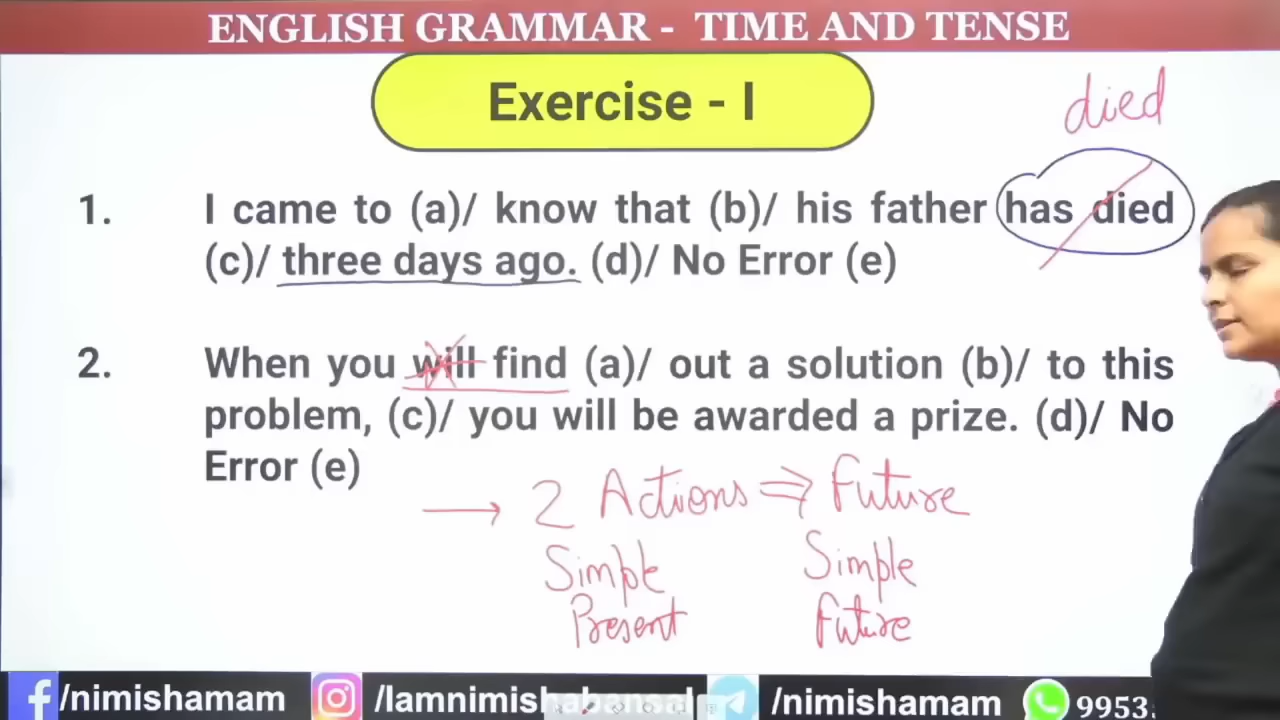 ENGLISH GRAMMAR - TIME AND TENSE
Exercise - I
died
1. I came to (a)/ know that (b)/ his father has died
(c)/ three days ago. (d)/ No Error (e)
2. When you will find (a)/ out a solution (b)/ to this
problem, (c)/ you will be awarded a prize. (d)/ No
Error (e)
→ 2 Actions ⇒ Future
Simple Simple
Present Future
/nimishamam /Iamnimishabansal /nimishamam 9953